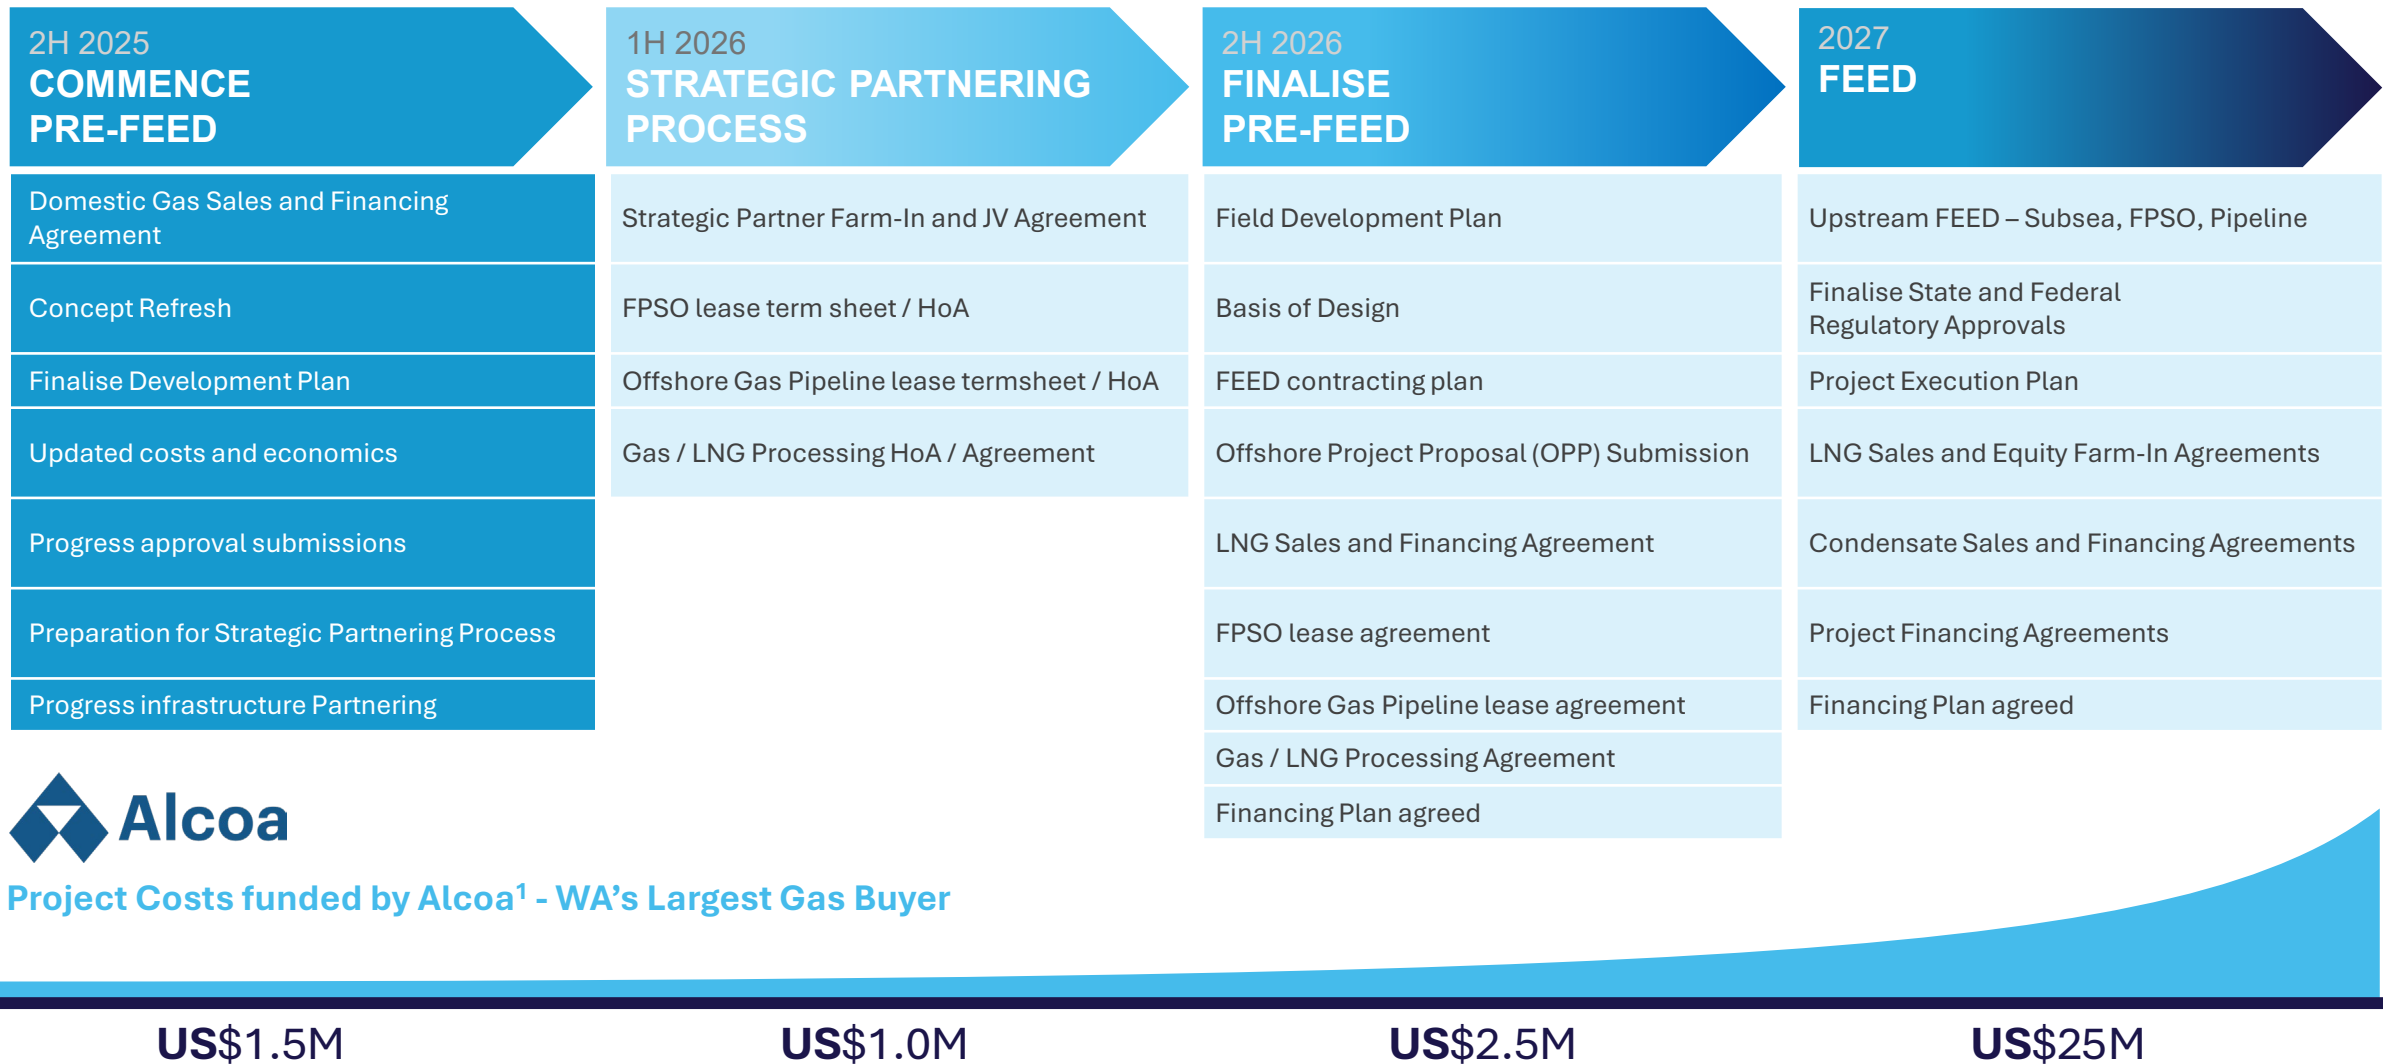 2H 2025
COMMENCE
PRE-FEED
Domestic Gas Sales and Financing
Agreement
Concept Refresh
Finalise Development Plan
Updated costs and economics
Progress approval submissions
Preparation for Strategic Partnering Process
Progress infrastructure Partnering
1H 2026
STRATEGIC PARTNERING
PROCESS
Strategic Partner Farm-In and JV Agreement
FPSO lease term sheet / HoA
Offshore Gas Pipeline lease termsheet / HoA
Gas / LNG Processing HoA / Agreement
2H 2026
FINALISE
PRE-FEED
Field Development Plan
Basis of Design
FEED contracting plan
Offshore Project Proposal (OPP) Submission
LNG Sales and Financing Agreement
FPSO lease agreement
Offshore Gas Pipeline lease agreement
Gas / LNG Processing Agreement
Financing Plan agreed
2027
FEED
Upstream FEED – Subsea, FPSO, Pipeline
Finalise State and Federal
Regulatory Approvals
Project Execution Plan
LNG Sales and Equity Farm-In Agreements
Condensate Sales and Financing Agreements
Project Financing Agreements
Financing Plan agreed
Alcoa
Project Costs funded by Alcoa¹ - WA’s Largest Gas Buyer
US$1.5M
US$1.0M
US$2.5M
US$25M